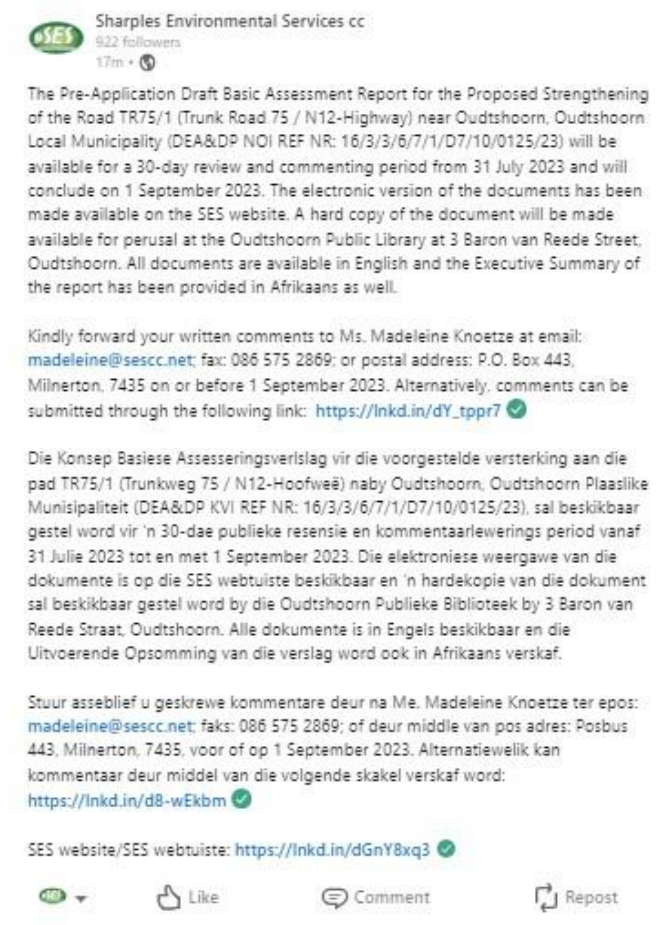 SES
Sharples Environmental Services cc
922 followers
17m •
The Pre-Application Draft Basic Assessment Report for the Proposed Strengthening
of the Road TR75/1 (Trunk Road 75 / N12-Highway) near Oudtshoorn, Oudtshoorn
Local Municipality (DEA&DP NOI REF NR: 16/3/3/6/7/1/D7/10/0125/23) will be
available for a 30-day review and commenting period from 31 July 2023 and will
conclude on 1 September 2023. The electronic version of the documents has been
made available on the SES website. A hard copy of the document will be made
available for perusal at the Oudtshoorn Public Library at 3 Baron van Reede Street,
Oudtshoorn. All documents are available in English and the Executive Summary of
the report has been provided in Afrikaans as well.
Kindly forward your written comments to Ms. Madeleine Knoetze at email:
madeleine@sescc.net; fax: 086 575 2869; or postal address: P.O. Box 443,
Milnerton, 7435 on or before 1 September 2023. Alternatively, comments can be
submitted through the following link: https://lnkd.in/dY_tppr7
Die Konsep Basiese Assesseringsverlslag vir die voorgestelde versterking aan die
pad TR75/1 (Trunkweg 75 / N12-Hoofweë) naby Oudtshoorn, Oudtshoorn Plaaslike
Munisipaliteit (DEA&DP KVI REF NR: 16/3/3/6/7/1/D7/10/0125/23), sal beskikbaar
gestel word vir 'n 30-dae publieke resensie en kommentaarlewerings period vanaf
31 Julie 2023 tot en met 1 September 2023. Die elektroniese weergawe van die
dokumente is op die SES webtuiste beskikbaar en 'n hardekopie van die dokument
sal beskikbaar gestel word by die Oudtshoorn Publieke Biblioteek by 3 Baron van
Reede Straat, Oudtshoorn. Alle dokumente is in Engels beskikbaar en die
Uitvoerende Opsomming van die verslag word ook in Afrikaans verskaf.
Stuur asseblief u geskrewe kommentare deur na Me. Madeleine Knoetze ter epos:
madeleine@sescc.net; faks: 086 575 2869; of deur middle van pos adres: Posbus
443, Milnerton, 7435, voor of op 1 September 2023. Alternatiewelik kan
kommentaar deur middel van die volgende skakel verskaf word:
https://lnkd.in/d8-wEkbm
SES website/SES webtuiste: https://lnkd.in/dGnY8xq3
SES
Like
Comment
Repost